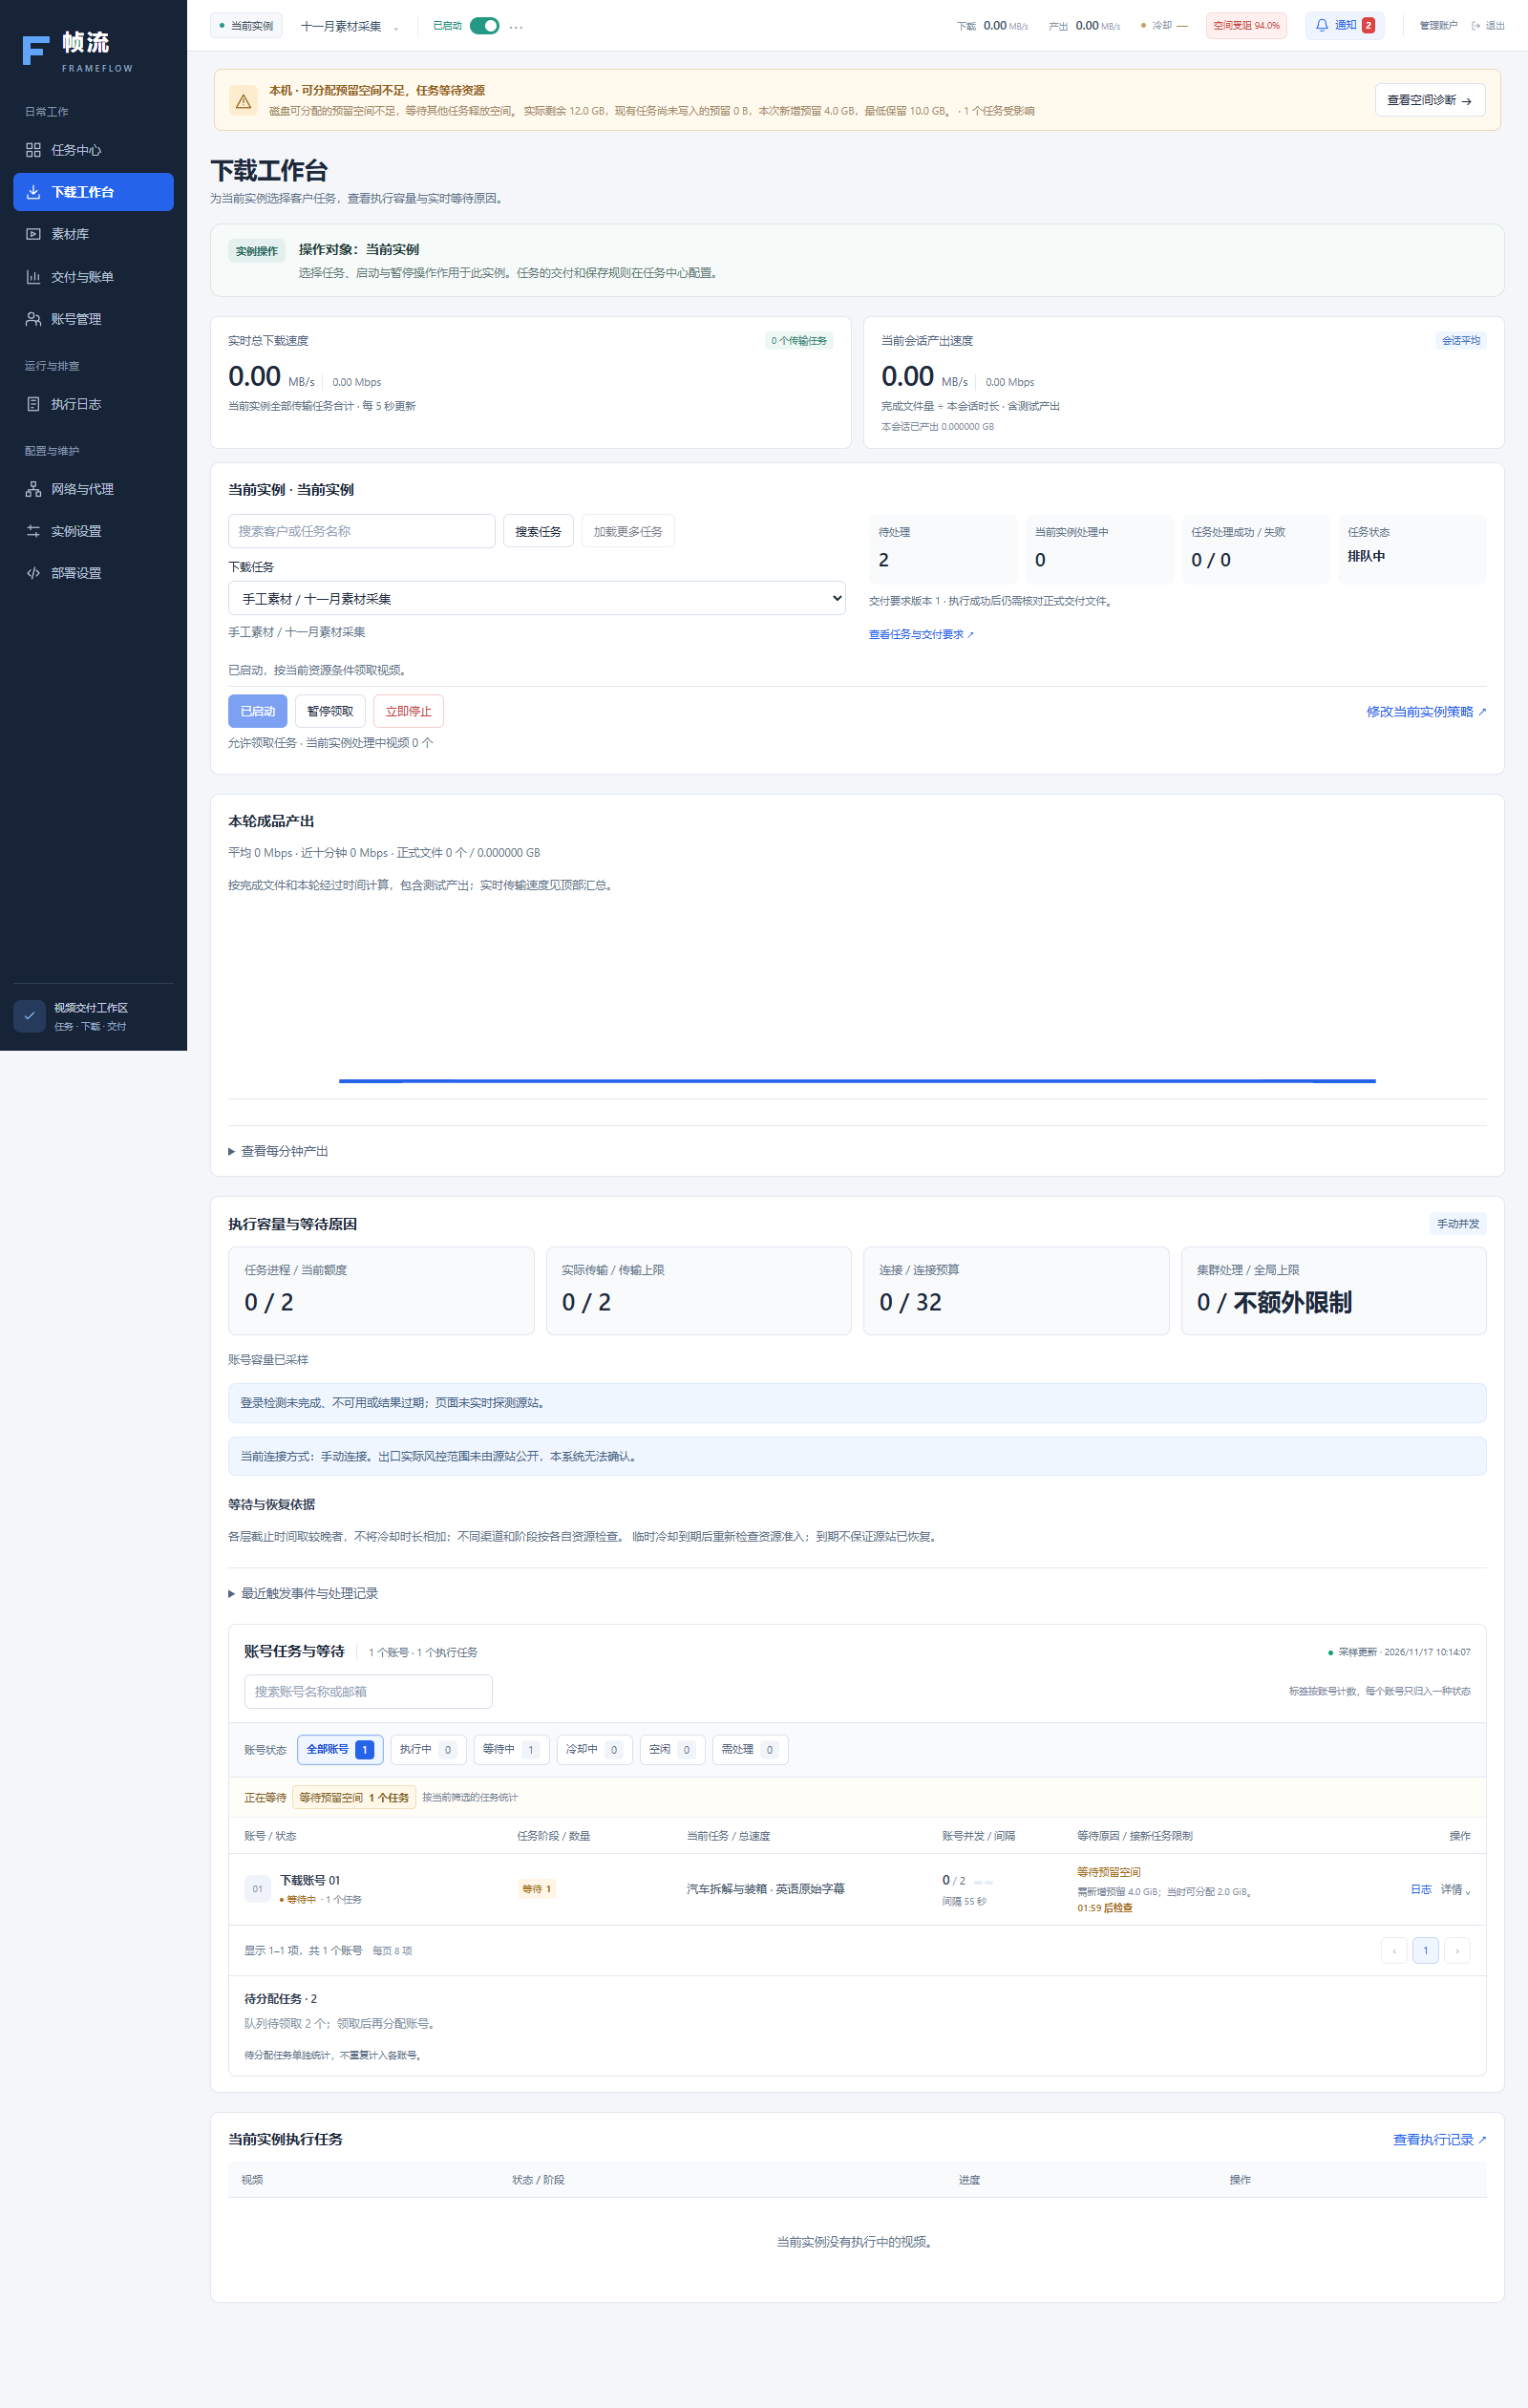 帧流
FRAMEFLOW
日常工作
任务中心
下载工作台
素材库
交付与账单
账号管理
运行与排查
执行日志
配置与维护
网络与代理
实例设置
部署设置
视频交付工作区
任务 · 下载 · 交付
当前实例 十一月素材采集 已启动 ··· 下载 0.00 MB/s 产出 0.00 MB/s 冷却 — 空间受阻 94.0% 通知 2 管理账户 退出
本机 · 可分配预留空间不足，任务等待资源
磁盘可分配的预留空间不足，等待其他任务释放空间。 实际剩余 12.0 GB，现有任务尚未写入的预留 0 B，本次新增预留 4.0 GB，最低保留 10.0 GB。 · 1 个任务受影响
查看空间诊断 →
下载工作台
为当前实例选择客户任务，查看执行容量与实时等待原因。
实例操作 操作对象：当前实例
选择任务、启动与暂停操作作用于此实例。任务的交付和保存规则在任务中心配置。
实时总下载速度 0 个传输任务
0.00 MB/s 0.00 Mbps
当前实例全部传输任务合计 · 每 5 秒更新
当前会话产出速度 会话平均
0.00 MB/s 0.00 Mbps
完成文件量 ÷ 本会话时长 · 含测试产出
本会话已产出 0.000000 GB
当前实例 · 当前实例
搜索客户或任务名称 搜索任务 加载更多任务
下载任务
手工素材 / 十一月素材采集
手工素材 / 十一月素材采集
待处理 当前实例处理中 任务处理成功 / 失败 任务状态
2 0 0 / 0 排队中
交付要求版本 1 · 执行成功后仍需核对正式交付文件。
查看任务与交付要求 ↗
已启动，按当前资源条件领取视频。
已启动 暂停领取 立即停止 修改当前实例策略 ↗
允许领取任务 · 当前实例处理中视频 0 个
本轮成品产出
平均 0 Mbps · 近十分钟 0 Mbps · 正式文件 0 个 / 0.000000 GB
按完成文件和本轮经过时间计算，包含测试产出；实时传输速度见顶部汇总。
▶ 查看每分钟产出
执行容量与等待原因 手动并发
任务进程 / 当前额度 实际传输 / 传输上限 连接 / 连接预算 集群处理 / 全局上限
0 / 2 0 / 2 0 / 32 0 / 不额外限制
账号容量已采样
登录检测未完成、不可用或结果过期；页面未实时探测源站。
当前连接方式：手动连接。出口实际风控范围未由源站公开，本系统无法确认。
等待与恢复依据
各层截止时间取较晚者，不将冷却时长相加；不同渠道和阶段按各自资源检查。 临时冷却到期后重新检查资源准入；到期不保证源站已恢复。
▶ 最近触发事件与处理记录
账号任务与等待 1 个账号 · 1 个执行任务 采样更新 · 2026/11/17 10:14:07
搜索账号名称或邮箱 标签按账号计数，每个账号只归入一种状态
账号状态 全部账号 1 执行中 0 等待中 1 冷却中 0 空闲 0 需处理 0
正在等待 等待预留空间 1 个任务 按当前筛选的任务统计
账号 / 状态 任务阶段 / 数量 当前任务 / 总速度 账号并发 / 间隔 等待原因 / 接新任务限制 操作
01 下载账号 01
等待中 · 1 个任务
等待 1
汽车拆解与装箱 · 英语原始字幕
0 / 2
间隔 55 秒
等待预留空间
需新增预留 4.0 GiB；当时可分配 2.0 GiB。
01:59 后检查
日志 详情
显示 1–1 项，共 1 个账号 每页 8 项 ‹ 1 ›
待分配任务 · 2
队列待领取 2 个；领取后再分配账号。
待分配任务单独统计，不重复计入各账号。
当前实例执行任务 查看执行记录 ↗
视频 状态 / 阶段 进度 操作
当前实例没有执行中的视频。